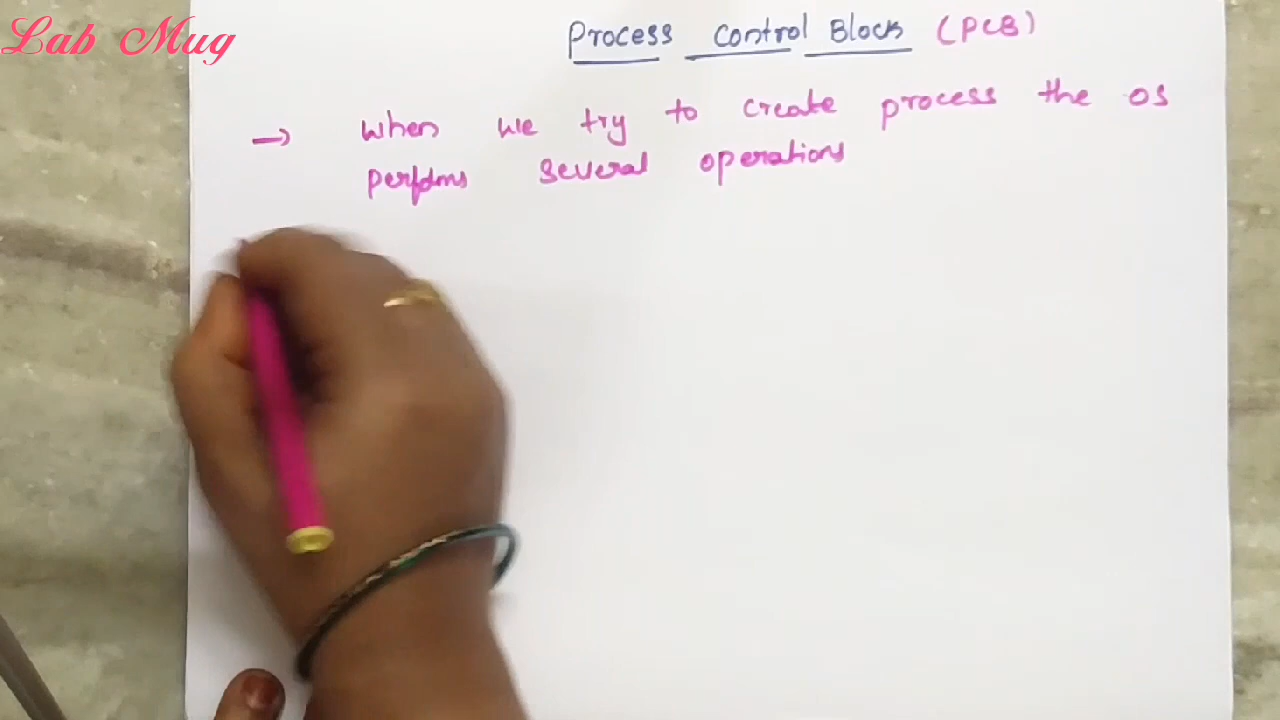 Lab Mug
Process Control Block (PCB)
→ When we try to create process the OS
performs several operations